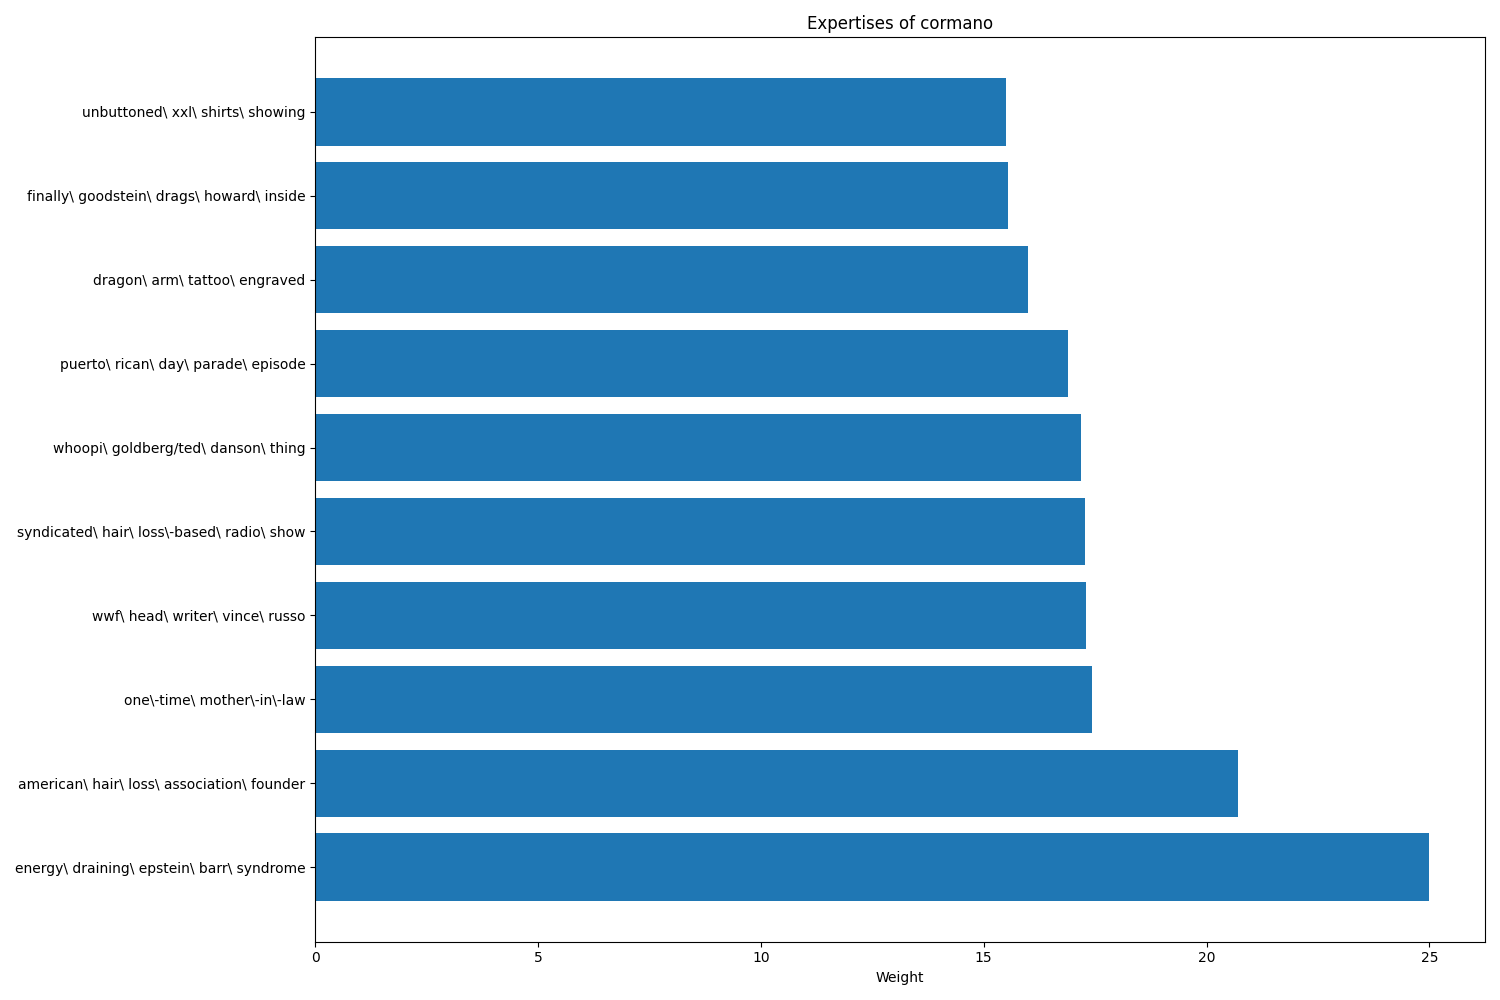 Expertises of cormano
unbuttoned\ xxl\ shirts\ showing
finally\ goodstein\ drags\ howard\ inside
dragon\ arm\ tattoo\ engraved
puerto\ rican\ day\ parade\ episode
whoopi\ goldberg/ted\ danson\ thing
syndicated\ hair\ loss\-based\ radio\ show
wwf\ head\ writer\ vince\ russo
one\-time\ mother\-in\-law
american\ hair\ loss\ association\ founder
energy\ draining\ epstein\ barr\ syndrome
0 5 10 15 20 25
Weight